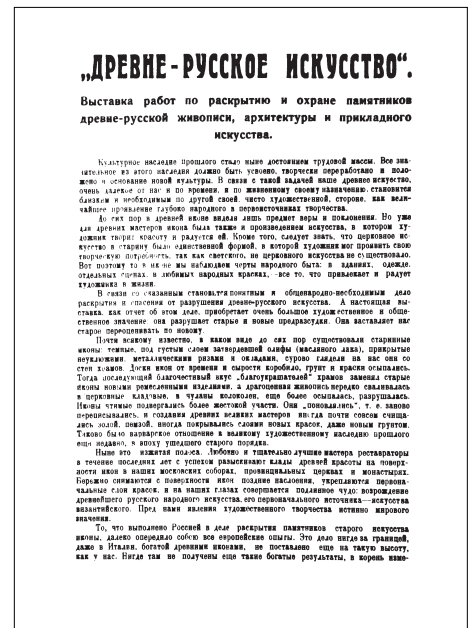 „ДРЕВНЕ-РУССКОЕ ИСКУССТВО“.
Выставка работ по раскрытию и охране памятников
древне-русской живописи, архитектуры и прикладного
искусства.
Культурное наследие прошлого стало ныне достоянием трудовой массы. Все зна-
чительное из этого наследия должно быть усвоено, творчески переработано и поло-
жено в основание новой культуры. В связи с такой задачей наше древнее искусство,
очень далекое от нас и по времени, и по жизненному своему назначению, становится
близким и необходимым по другой своей, чисто художественной, стороне, как вели-
чайшее проявление глубоко народного в первоисточниках творчества.
До сих пор в древней иконе видели лишь предмет веры и поклонения. Но уже
для древних мастеров икона была также и произведением искусства, в котором ху-
дожник творит красоту и радуется ей. Кроме того, следует знать, что церковное ис-
кусство в старину было единственной формой, в которой художник мог проявить свою
творческую потребность, так как светского, не церковного искусства не существовало.
Вот поэтому то в иконе мы наблюдаем черты народного быта: в зданиях, одежде,
отдельных сценах, в любимых народных красках, -все то, что привлекает и радует
художника в жизни.
В связи со сказанным становится понятным и общенародно-необходимым дело
раскрытия и спасения от разрушения древне-русского искусства. А настоящая вы-
ставка, как отчет об этом деле, приобретает очень большое художественное и обще-
ственное значение: она разрушает старые и новые предрассудки. Она заставляет нас
старое переоценивать по новому.
Почти всякому известно, в каком виде до сих пор существовали старинные
иконы: темные, под густым слоем затвердевшей олифы (масляного лака), прикрытые
неуклюжими, металлическими ризами и окладами, сурово глядели на нас они со
стен храмов. Доски икон от времени и сырости коробило, грунт и краски осыпались.
Тогда последующий благочестивый вкус „благоукрашателей“ храмов заменял старые
иконы новыми ремесленными изделиями, а драгоценная живопись нередко сваливалась
в церковные кладовые, в чуланы колоколен, еще более осыпалась, разрушалась.
Иконы чтимые подвергались более жестокой участи. Они „поновлялись“, т. е. заново
переписывались, и создания древних великих мастеров иногда почти совсем счища-
лись золой, пемзой, иногда покрывались слоями новых красок, даже новым грунтом.
Таково было варварское отношение к великому художественному наследию прошлого
еще недавно, в эпоху ушедшего старого порядка.
Ныне это изжитая полоса. Любовно и тщательно лучшие мастера реставраторы
в течение последних лет с успехом разыскивают клады древней красоты на поверх-
ности икон в наших московских соборах, провинциальных церквах и монастырях.
Бережно снимаются с поверхности икон поздние наслоения, укрепляются первона-
чальные слои красок, и на наших глазах совершается подлинное чудо: возрождение
древнейшего русского народного искусства, его первоначального источника—искусства
византийского. Пред нами явления художественного творчества истинно мирового
значения.
То, что выполнено Россией в деле раскрытия памятников старого искусства
иконы, далеко опередило собою все европейские опыты. Это дело нигде за границей,
даже в Италии, богатой древними иконами, не поставлено еще на такую высоту,
как у нас. Нигде там не получены еще такие богатые результаты, в корень изме-